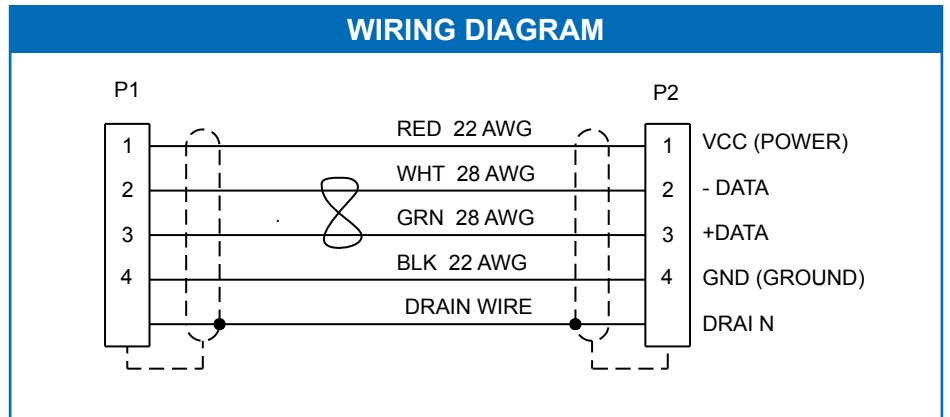 WIRING DIAGRAM
P1
P2
1 RED 22 AWG 1 VCC (POWER)
2 WHT 28 AWG 2 - DATA
3 GRN 28 AWG 3 +DATA
4 BLK 22 AWG 4 GND (GROUND)
DRAIN WIRE DRAI N